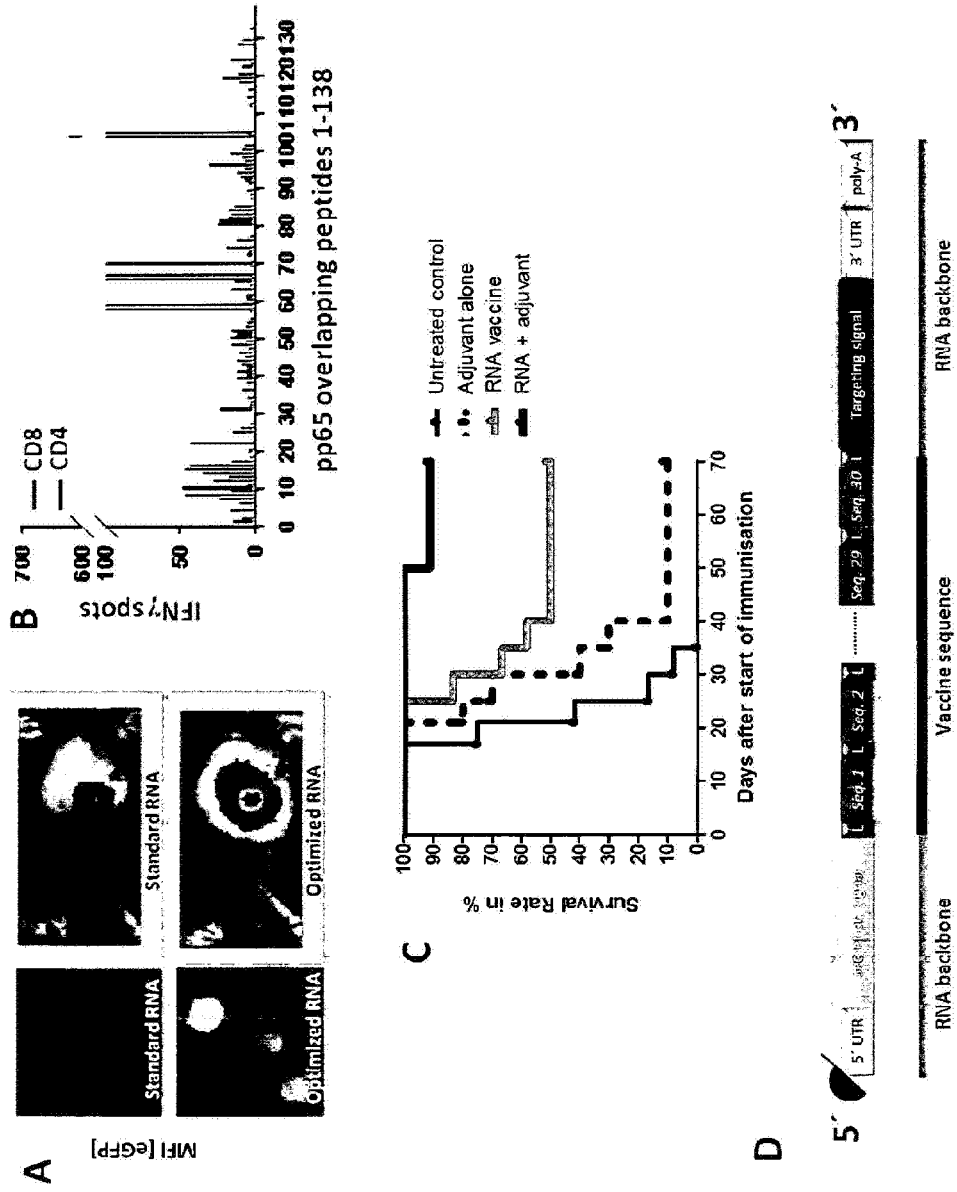 A
MFI [eGFP]
Standard RNA
Standard RNA
Optimized RNA
Optimized RNA
B
IFNγ spots
700
600
100
50
0
CD8
CD4
0 10 20 30 40 50 60 70 80 90 100 110 120 130
pp65 overlapping peptides 1-138
C
Survival Rate in %
100
90
80
70
60
50
40
30
20
10
0
0 10 20 30 40 50 60 70
Days after start of immunisation
Untreated control
Adjuvant alone
RNA vaccine
RNA + adjuvant
D
5´ 5´ UTR L Seq. 1 L Seq. 2 L Seq. 29 L Seq. 30 L Targeting signal 3´ UTR poly-A 3´
RNA backbone Vaccine sequence RNA backbone